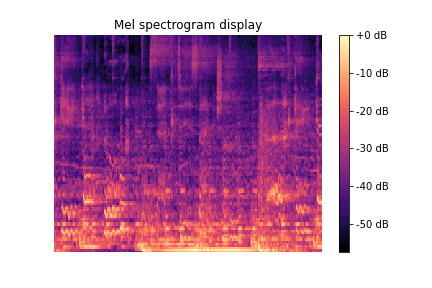 Mel spectrogram display
+0 dB
-10 dB
-20 dB
-30 dB
-40 dB
-50 dB